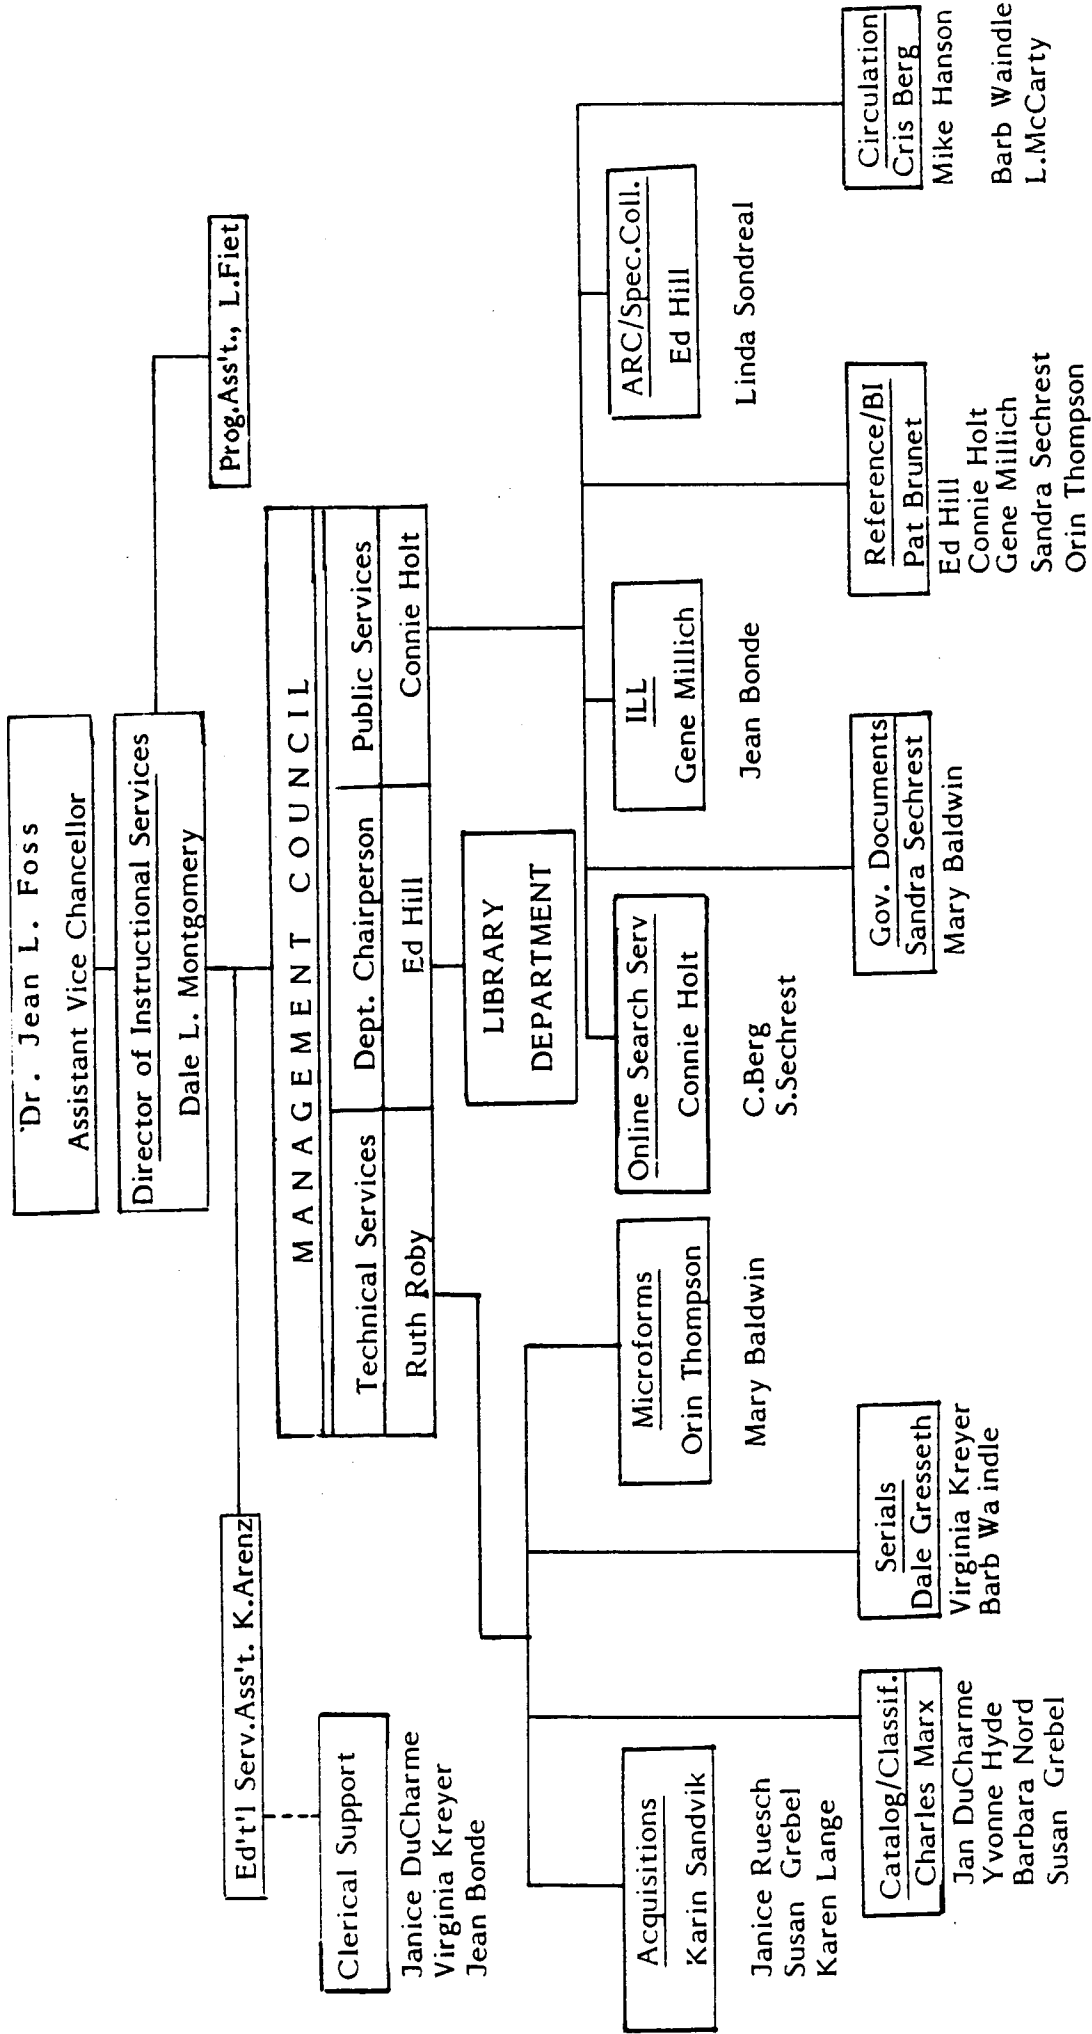 Dr. Jean L. Foss
Assistant Vice Chancellor
Director of Instructional Services
Dale L. Montgomery
Prog.Ass't., L.Fiet
Ed't'l Serv.Ass't. K.Arenz
Clerical Support
Janice DuCharme
Virginia Kreyer
Jean Bonde
MANAGEMENT COUNCIL
Technical Services
Dept. Chairperson
Public Services
Ruth Roby
Ed Hill
Connie Holt
LIBRARY
DEPARTMENT
Acquisitions
Karin Sandvik
Janice Ruesch
Susan Grebel
Karen Lange
Catalog/Classif.
Charles Marx
Jan DuCharme
Yvonne Hyde
Barbara Nord
Susan Grebel
Serials
Dale Gresseth
Virginia Kreyer
Barb Waindle
Microforms
Orin Thompson
Mary Baldwin
Online Search Serv
Connie Holt
C.Berg
S.Sechrest
Gov. Documents
Sandra Sechrest
Mary Baldwin
ILL
Gene Millich
Jean Bonde
Reference/BI
Pat Brunet
Ed Hill
Connie Holt
Gene Millich
Sandra Sechrest
Orin Thompson
ARC/Spec.Coll.
Ed Hill
Linda Sondreal
Circulation
Cris Berg
Mike Hanson
Barb Waindle
L.McCarty